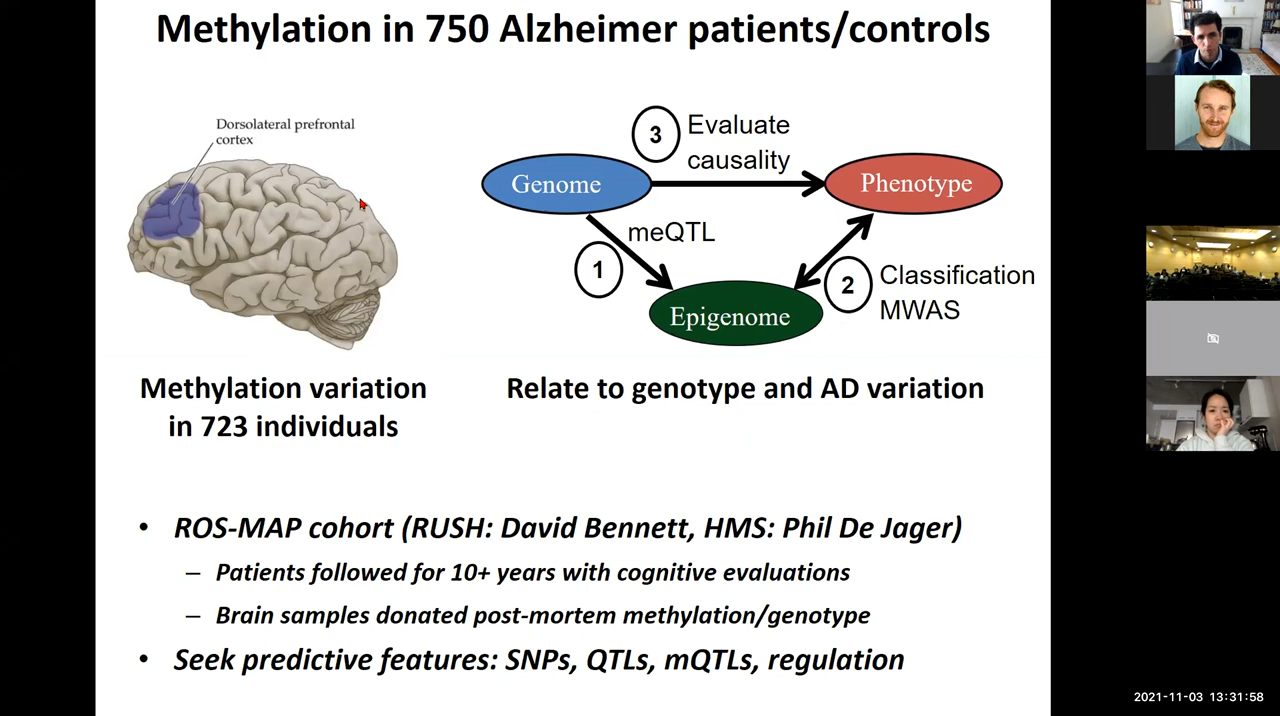 Methylation in 750 Alzheimer patients/controls
Dorsolateral prefrontal
cortex
3
Evaluate
causality
Genome
Phenotype
meQTL
1
2
Classification
MWAS
Epigenome
Methylation variation
in 723 individuals
Relate to genotype and AD variation
• ROS-MAP cohort (RUSH: David Bennett, HMS: Phil De Jager)
– Patients followed for 10+ years with cognitive evaluations
– Brain samples donated post-mortem methylation/genotype
• Seek predictive features: SNPs, QTLs, mQTLs, regulation
2021-11-03 13:31:58